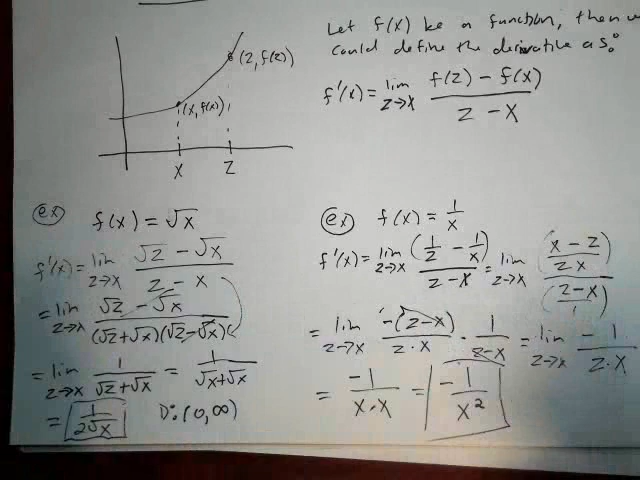 Let f(x) be a function, then we
could define the derivative as so:
f'(x) = lim z→x (f(z) − f(x)) / (z − x)
(z, f(z))
(x, f(x))
x z
ex f(x) = √x
f'(x) = lim z→x (√z − √x) / (z − x)
= lim z→x (√z − √x) / ((√z + √x)(√z − √x))
= lim z→x 1 / (√z + √x) = 1 / (√x + √x)
= 1 / (2√x) D: (0, ∞)
ex f(x) = 1/x
f'(x) = lim z→x (1/z − 1/x) / (z − x) = lim z→x ((x − z) / (zx)) / ((z − x) / 1)
= lim z→x −(z − x) / (z·x) · 1 / (z − x) = lim z→x −1 / (z·x)
= −1 / (x·x) = −1 / x²